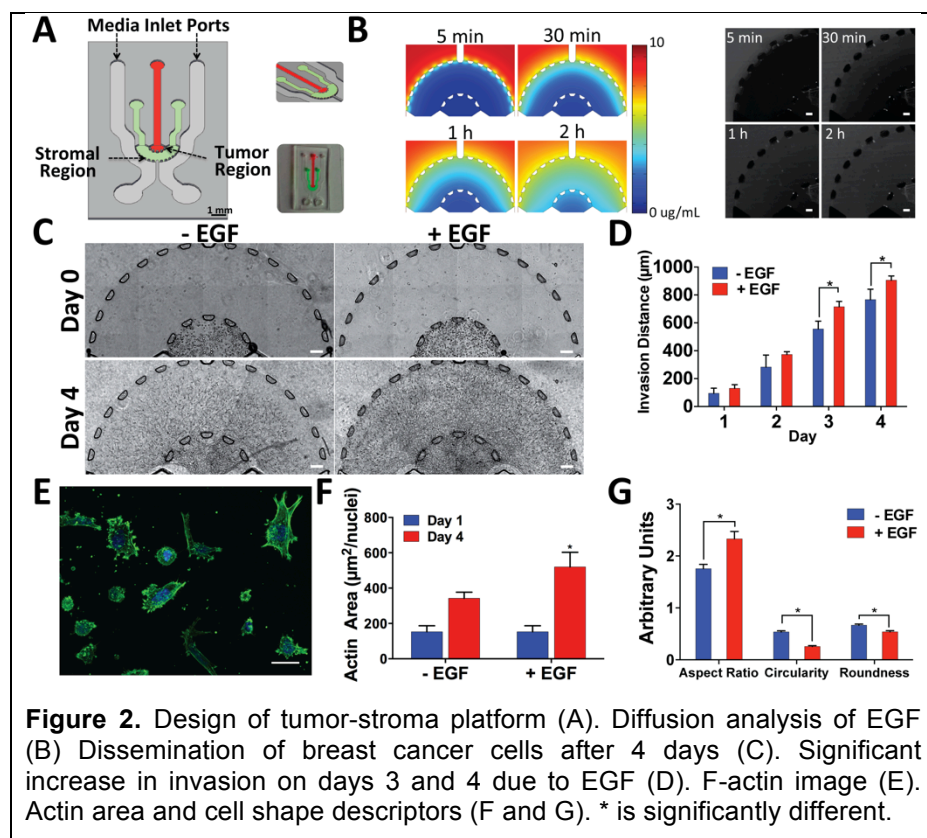 A
Media Inlet Ports
Stromal
Region
Tumor
Region
1 mm
B
5 min 30 min
10
1 h 2 h
0 ug/mL
5 min 30 min
1 h 2 h
C
- EGF + EGF
Day 0
Day 4
D
Invasion Distance (µm)
1000
800
600
400
200
0
- EGF
+ EGF
*
*
1 2 3 4
Day
E
F
Actin Area (µm²/nuclei)
800
600
400
200
0
Day 1
Day 4
*
- EGF + EGF
G
Arbitrary Units
3
2
1
0
- EGF
+ EGF
*
*
*
Aspect Ratio Circularity Roundness
Figure 2. Design of tumor-stroma platform (A). Diffusion analysis of EGF
(B) Dissemination of breast cancer cells after 4 days (C). Significant
increase in invasion on days 3 and 4 due to EGF (D). F-actin image (E).
Actin area and cell shape descriptors (F and G). * is significantly different.